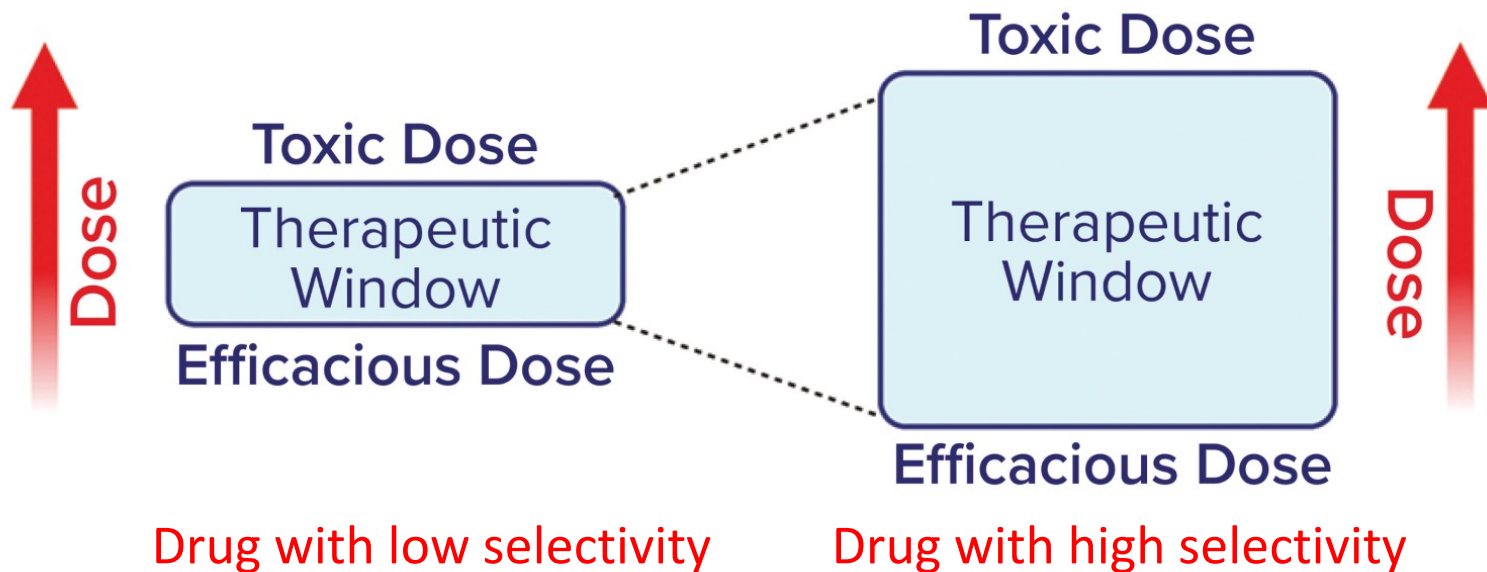 Dose
Toxic Dose
Therapeutic
Window
Efficacious Dose
Drug with low selectivity
Toxic Dose
Therapeutic
Window
Efficacious Dose
Drug with high selectivity
Dose